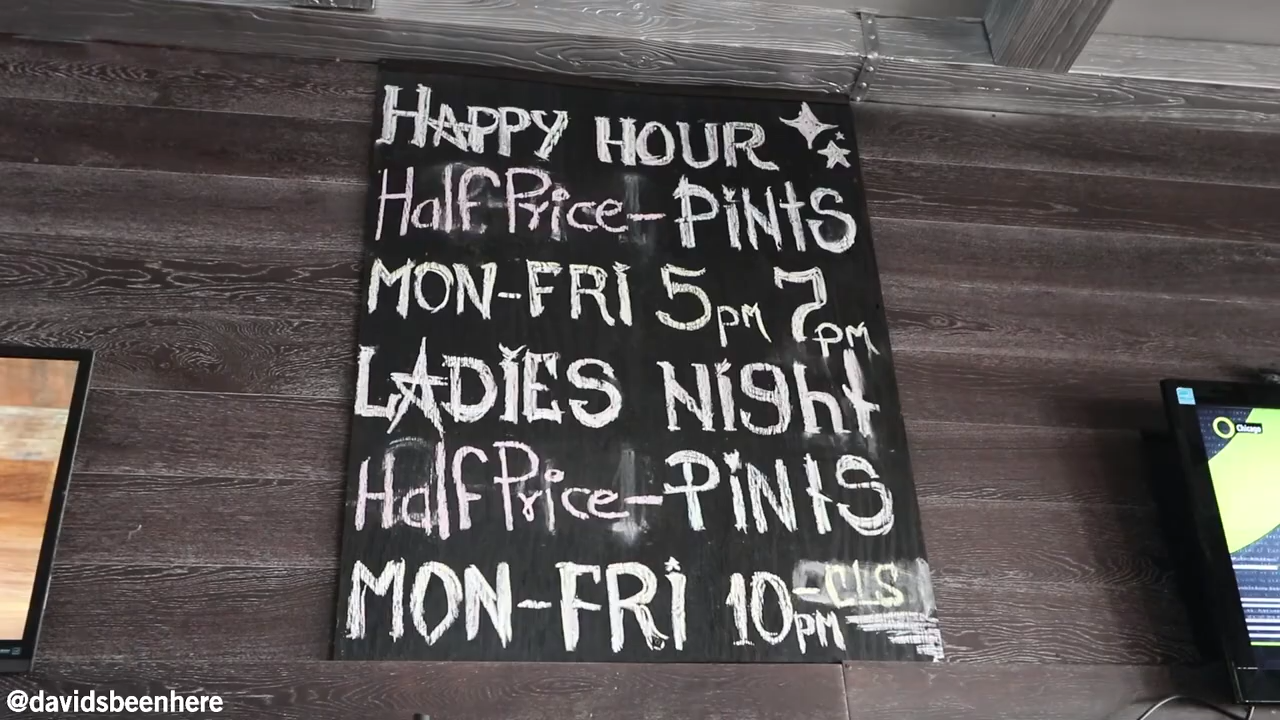 HAPPY HOUR
Half Price - PiNtS
MON-FRi 5pm 7pm
LADiES Night
Half Price - PiNtS
MON-FRi 10pm - ClS
Chicago
@davidsbeenhere